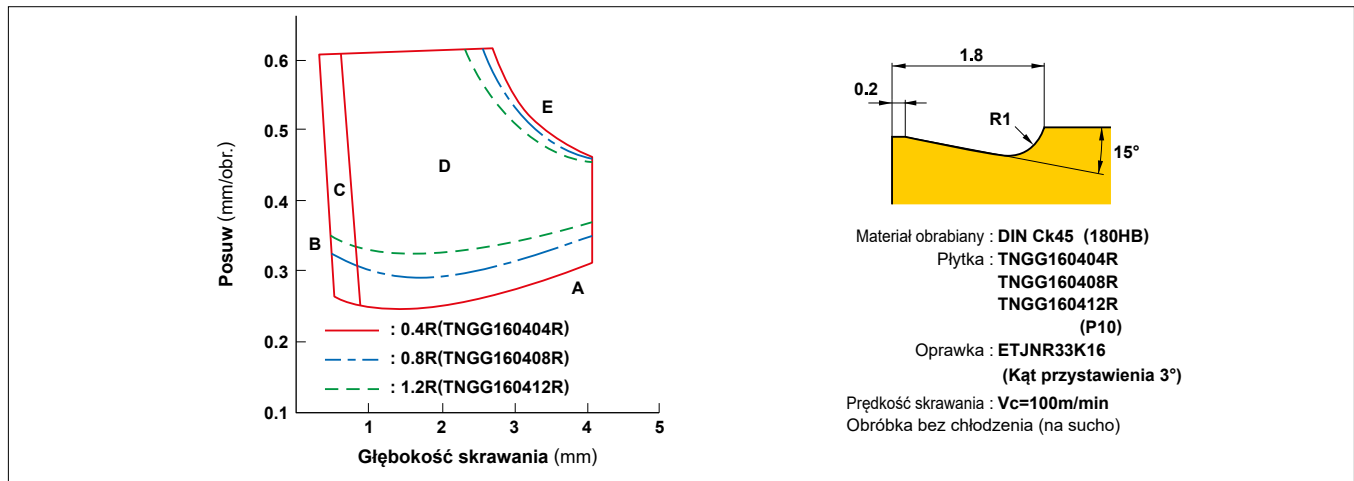 Posuw (mm/obr.)
0.6
0.5
0.4
0.3
0.2
0.1
E
D
C
B
A
: 0.4R(TNGG160404R)
: 0.8R(TNGG160408R)
: 1.2R(TNGG160412R)
1 2 3 4 5
Głębokość skrawania (mm)
1.8
0.2
R1
15°
Materiał obrabiany : DIN Ck45 (180HB)
Płytka : TNGG160404R
TNGG160408R
TNGG160412R
(P10)
Oprawka : ETJNR33K16
(Kąt przystawienia 3°)
Prędkość skrawania : Vc=100m/min
Obróbka bez chłodzenia (na sucho)